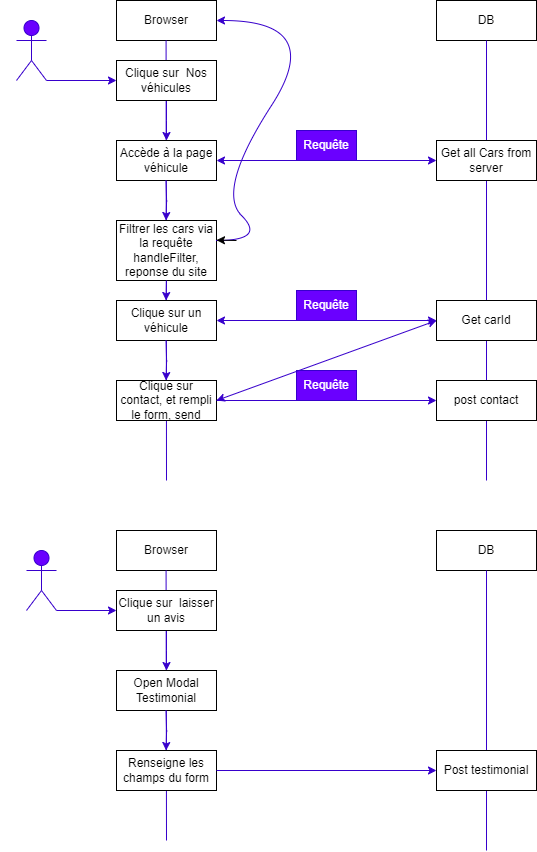 Browser
DB
Clique sur  Nos
véhicules
Accède à la page
véhicule
Requête
Get all Cars from
server
Filtrer les cars via
la requête
handleFilter,
reponse du site
Clique sur un
véhicule
Requête
Get carId
Clique sur
contact, et rempli
le form, send
Requête
post contact
Browser
DB
Clique sur  laisser
un avis
Open Modal
Testimonial
Renseigne les
champs du form
Post testimonial